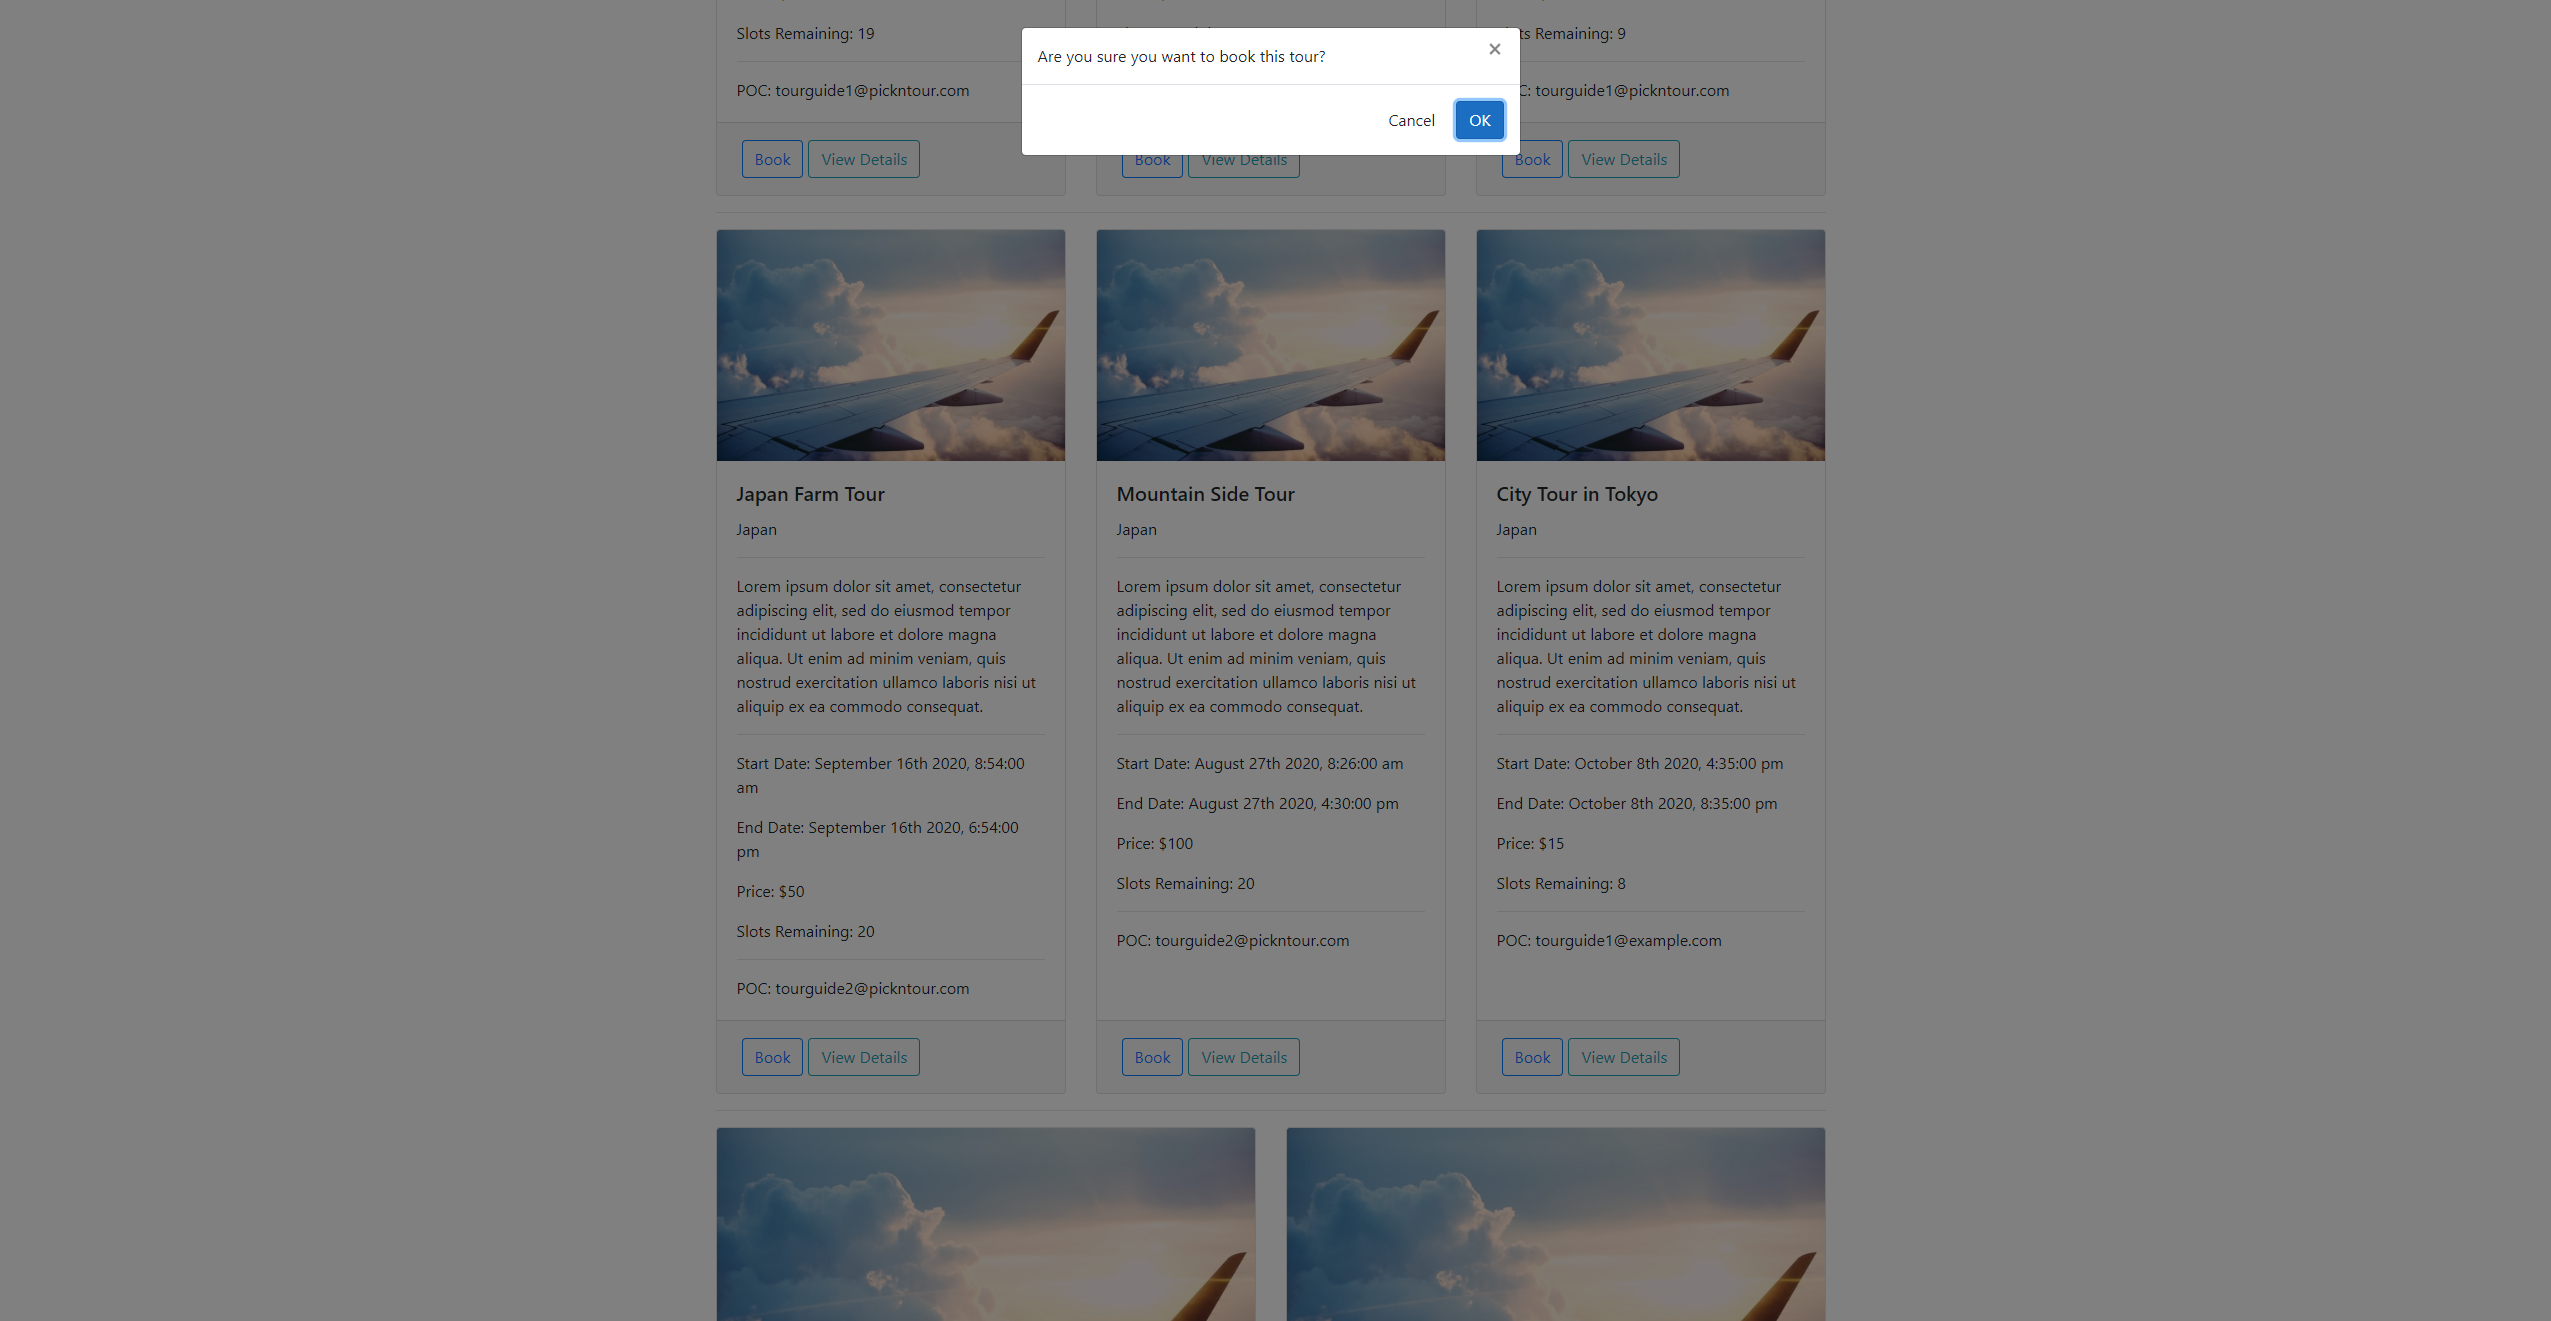 Slots Remaining: 19
POC: tourguide1@pickntour.com
Book View Details
Are you sure you want to book this tour? ×
Cancel OK
Book View Details
ts Remaining: 9
C: tourguide1@pickntour.com
Book View Details
Japan Farm Tour
Japan
Lorem ipsum dolor sit amet, consectetur
adipiscing elit, sed do eiusmod tempor
incididunt ut labore et dolore magna
aliqua. Ut enim ad minim veniam, quis
nostrud exercitation ullamco laboris nisi ut
aliquip ex ea commodo consequat.
Start Date: September 16th 2020, 8:54:00
am
End Date: September 16th 2020, 6:54:00
pm
Price: $50
Slots Remaining: 20
POC: tourguide2@pickntour.com
Book View Details
Mountain Side Tour
Japan
Lorem ipsum dolor sit amet, consectetur
adipiscing elit, sed do eiusmod tempor
incididunt ut labore et dolore magna
aliqua. Ut enim ad minim veniam, quis
nostrud exercitation ullamco laboris nisi ut
aliquip ex ea commodo consequat.
Start Date: August 27th 2020, 8:26:00 am
End Date: August 27th 2020, 4:30:00 pm
Price: $100
Slots Remaining: 20
POC: tourguide2@pickntour.com
Book View Details
City Tour in Tokyo
Japan
Lorem ipsum dolor sit amet, consectetur
adipiscing elit, sed do eiusmod tempor
incididunt ut labore et dolore magna
aliqua. Ut enim ad minim veniam, quis
nostrud exercitation ullamco laboris nisi ut
aliquip ex ea commodo consequat.
Start Date: October 8th 2020, 4:35:00 pm
End Date: October 8th 2020, 8:35:00 pm
Price: $15
Slots Remaining: 8
POC: tourguide1@example.com
Book View Details